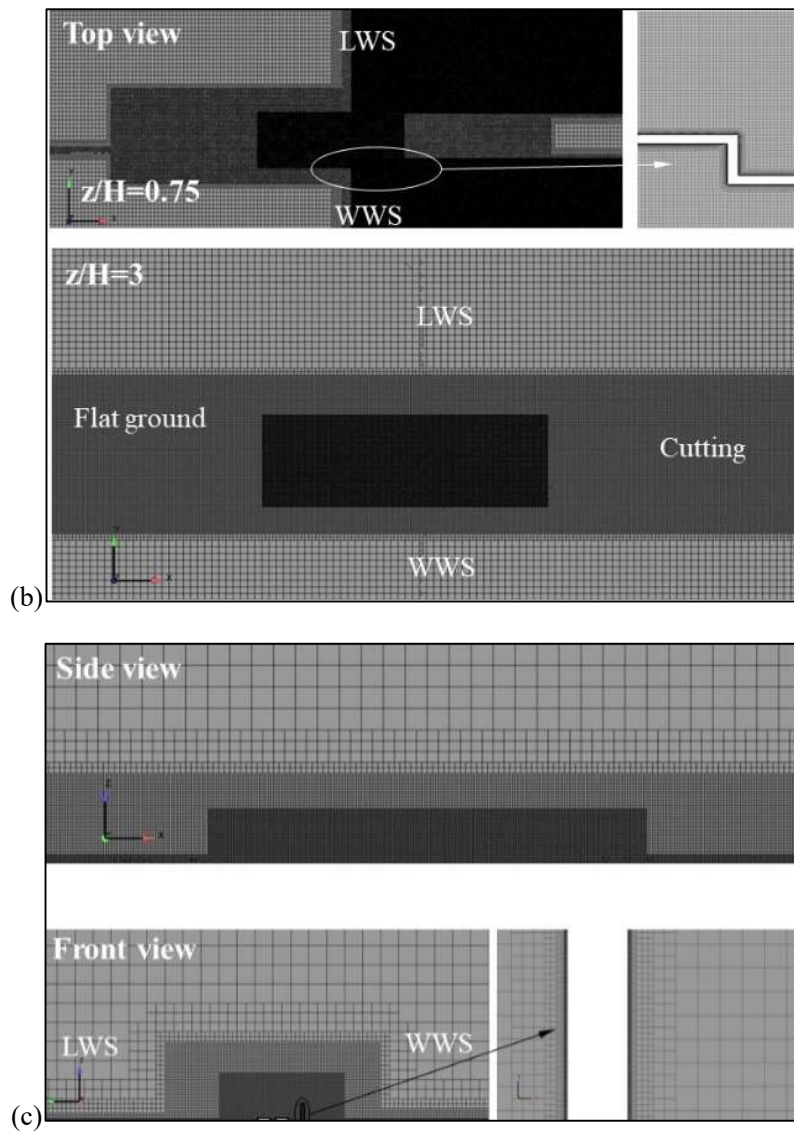 Top view
LWS
z/H=0.75
WWS
z/H=3
LWS
Flat ground
Cutting
WWS
(b)
Side view
Front view
LWS
WWS
(c)